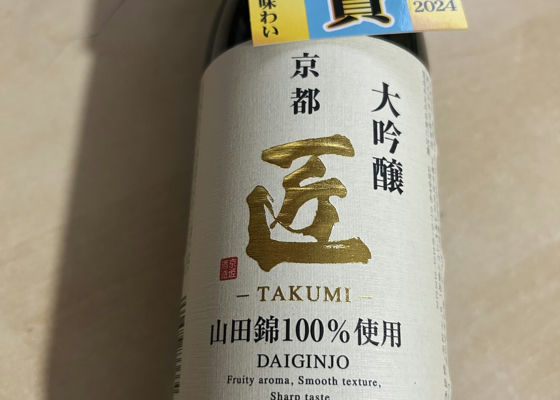 味わい
賞
2024
大吟醸
京都
匠
TAKUMI
山田錦100%使用
DAIGINJO
Fruity aroma, Smooth texture,
Sharp taste